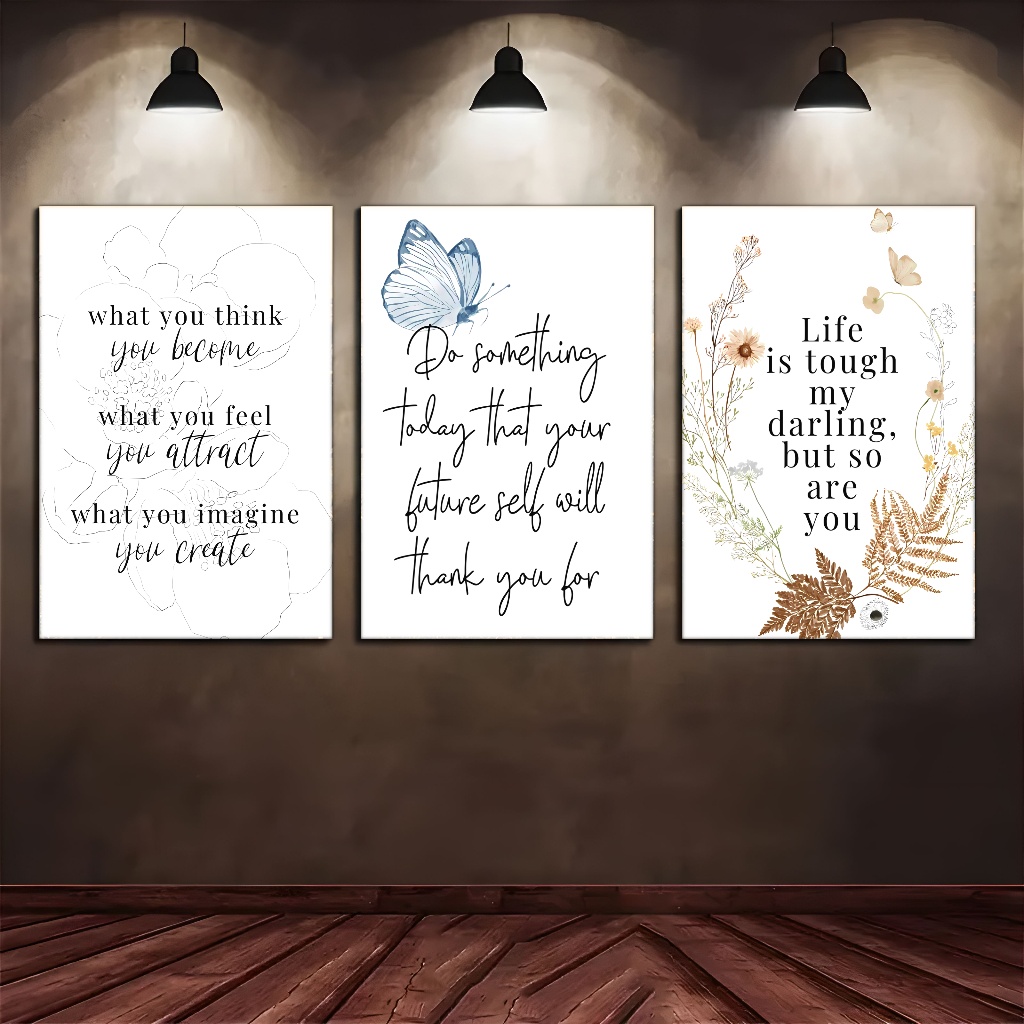 what you think
you become
what you feel
you attract
what you imagine
you create
Do something
today that your
future self will
thank you for
Life
is tough
my
darling,
but so
are
you